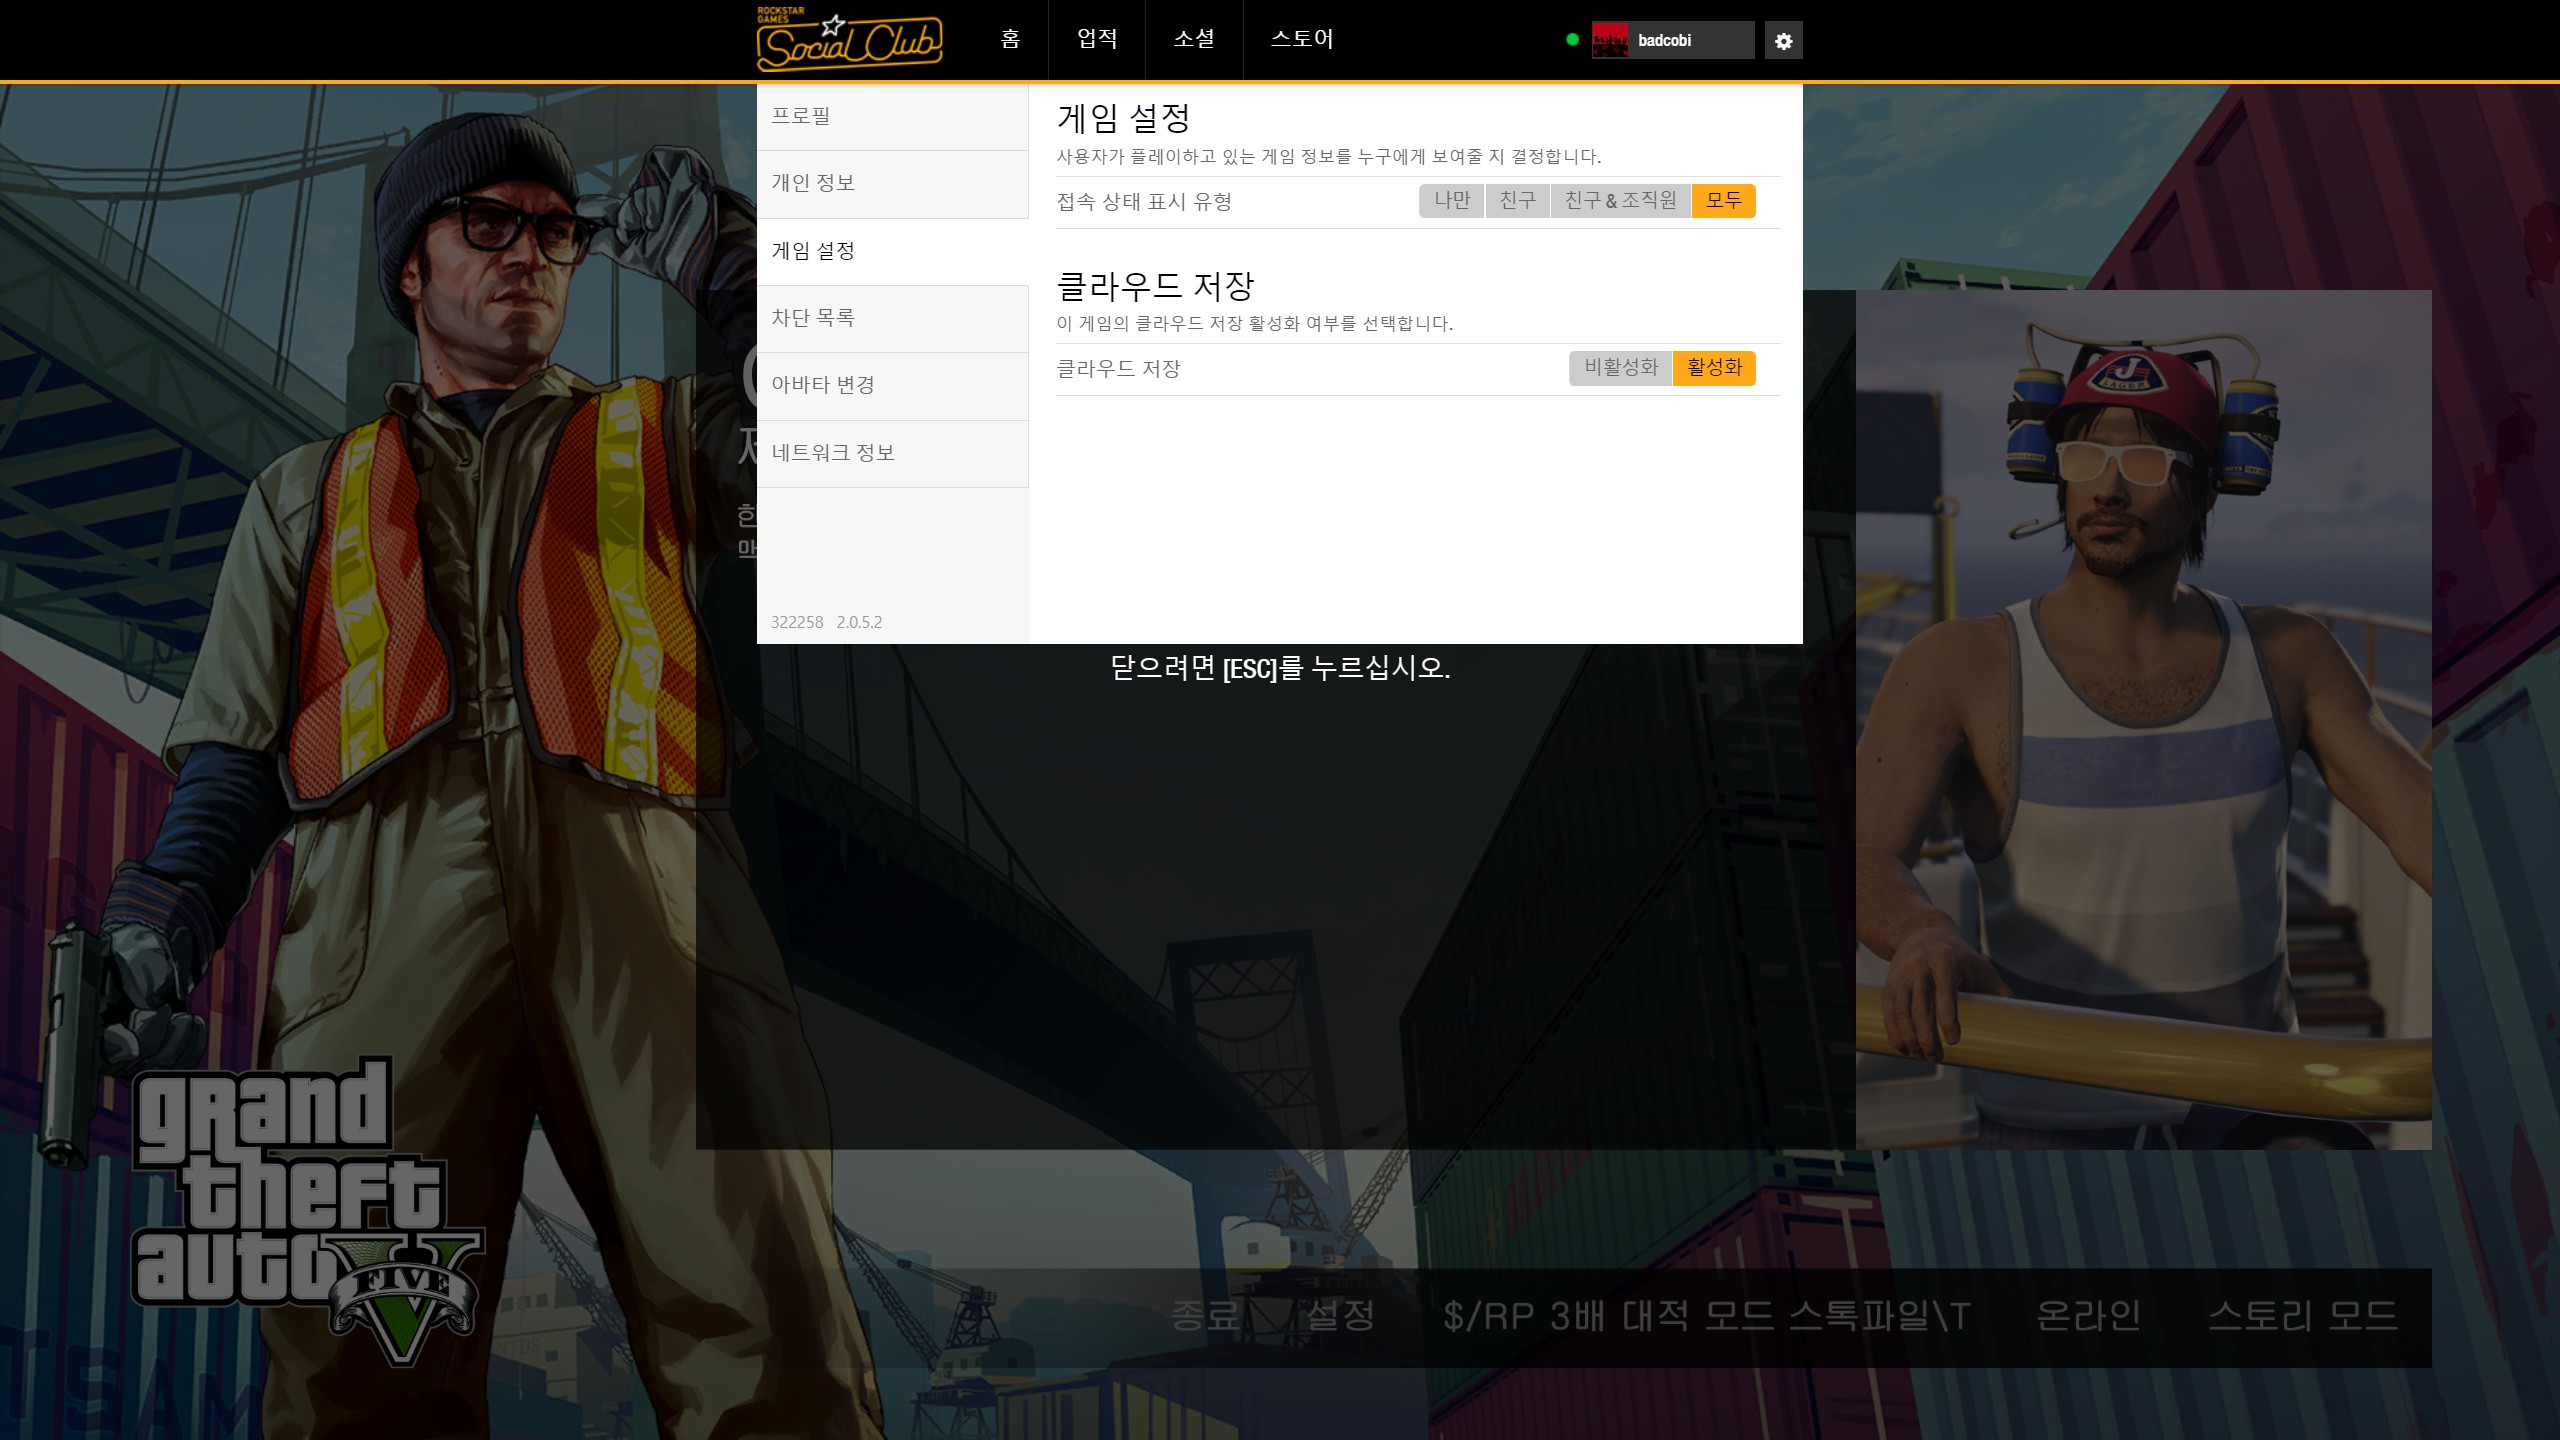 ROCKSTAR
GAMES
Social Club
홈
업적
소셜
스토어
badcobi
프로필
개인 정보
게임 설정
차단 목록
아바타 변경
네트워크 정보
322258 2.0.5.2
게임 설정
사용자가 플레이하고 있는 게임 정보를 누구에게 보여줄 지 결정합니다.
접속 상태 표시 유형
나만
친구
친구 & 조직원
모두
클라우드 저장
이 게임의 클라우드 저장 활성화 여부를 선택합니다.
클라우드 저장
비활성화
활성화
닫으려면 [ESC]를 누르십시오.
J
LAGER
grand
theft
auto
V
FIVE
종료
설정
$/RP 3배 대적 모드 스톡파일\T
온라인
스토리 모드